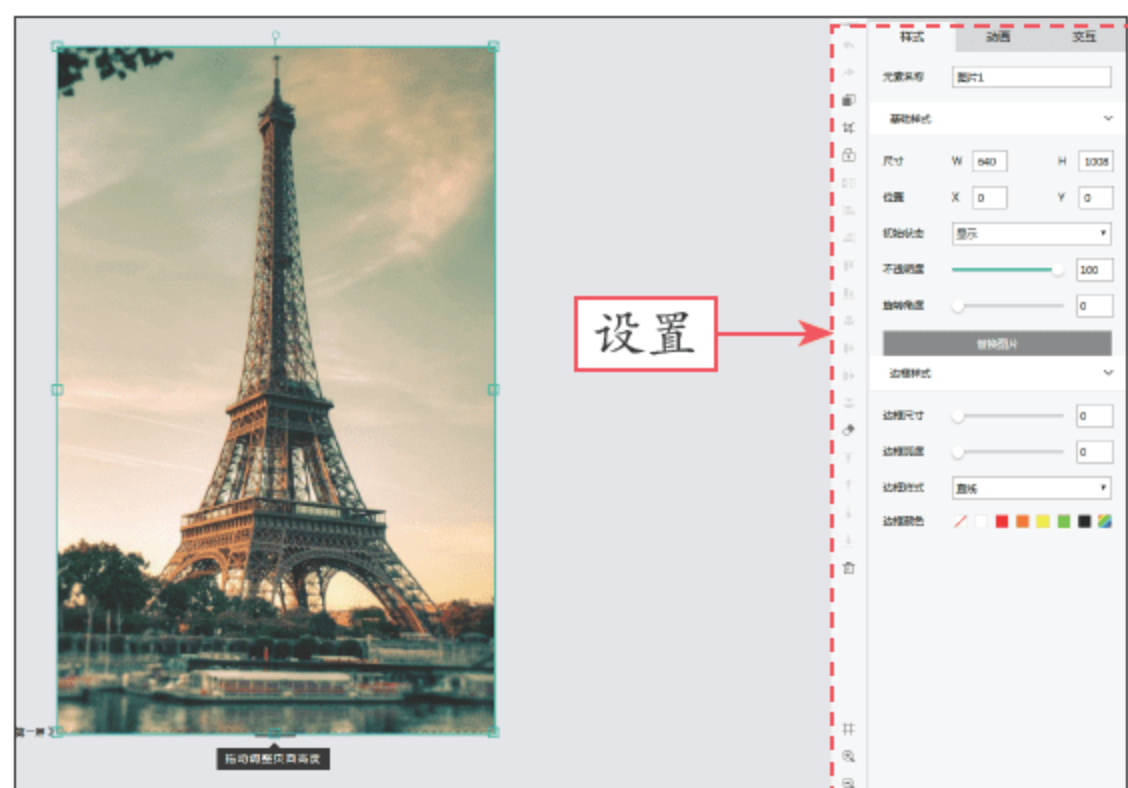 样式 动画 交互
元素名称 图片1
基础样式
尺寸 W 640 H 1008
位置 X 0 Y 0
初始状态 显示
不透明度 100
旋转角度 0
替换图片
边框样式
边框尺寸 0
边框弧度 0
边框样式 直线
边框颜色
设置
拖动调整页面高度